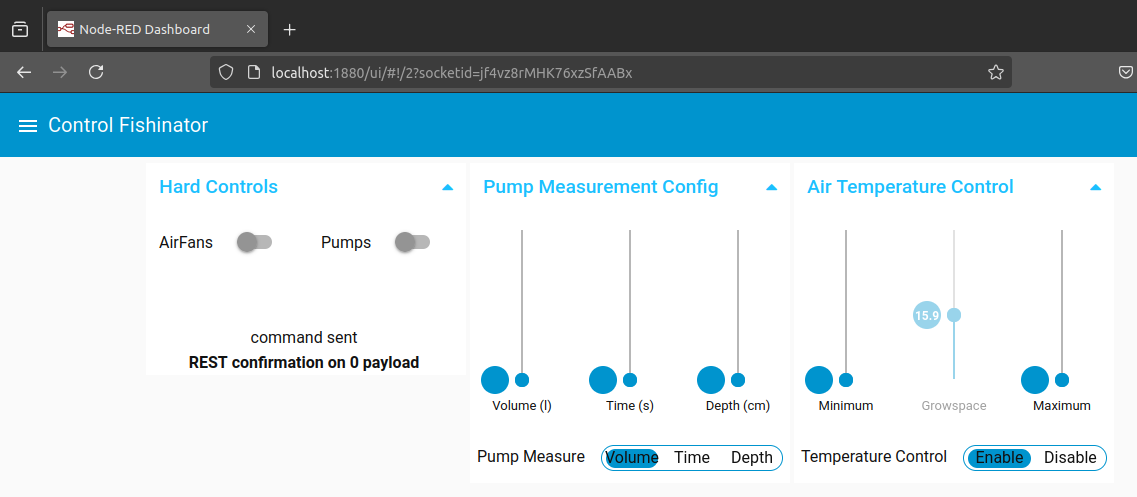 Node-RED Dashboard
localhost:1880/ui/#!/2?socketid=jf4vz8rMHK76xzSfAABx
Control Fishinator
Hard Controls
AirFans Pumps
command sent
REST confirmation on 0 payload
Pump Measurement Config
Volume (l) Time (s) Depth (cm)
Pump Measure Volume Time Depth
Air Temperature Control
15.9
Minimum Growspace Maximum
Temperature Control Enable Disable